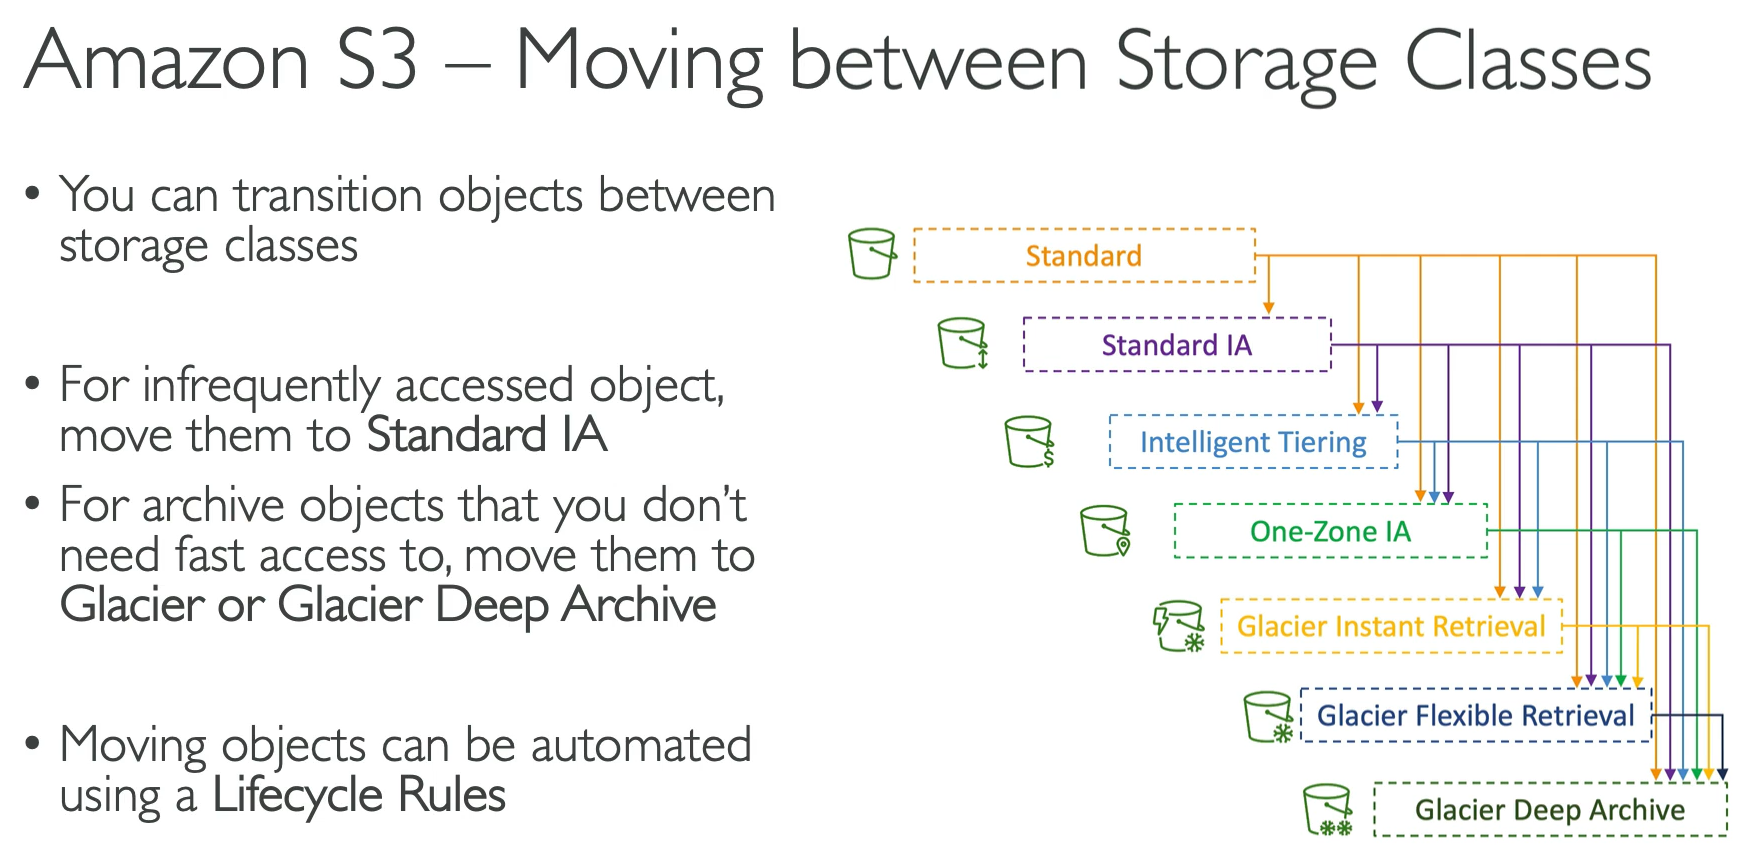 Amazon S3 – Moving between Storage Classes
• You can transition objects between
storage classes
• For infrequently accessed object,
move them to Standard IA
• For archive objects that you don’t
need fast access to, move them to
Glacier or Glacier Deep Archive
• Moving objects can be automated
using a Lifecycle Rules
Standard
Standard IA
Intelligent Tiering
One-Zone IA
Glacier Instant Retrieval
Glacier Flexible Retrieval
Glacier Deep Archive